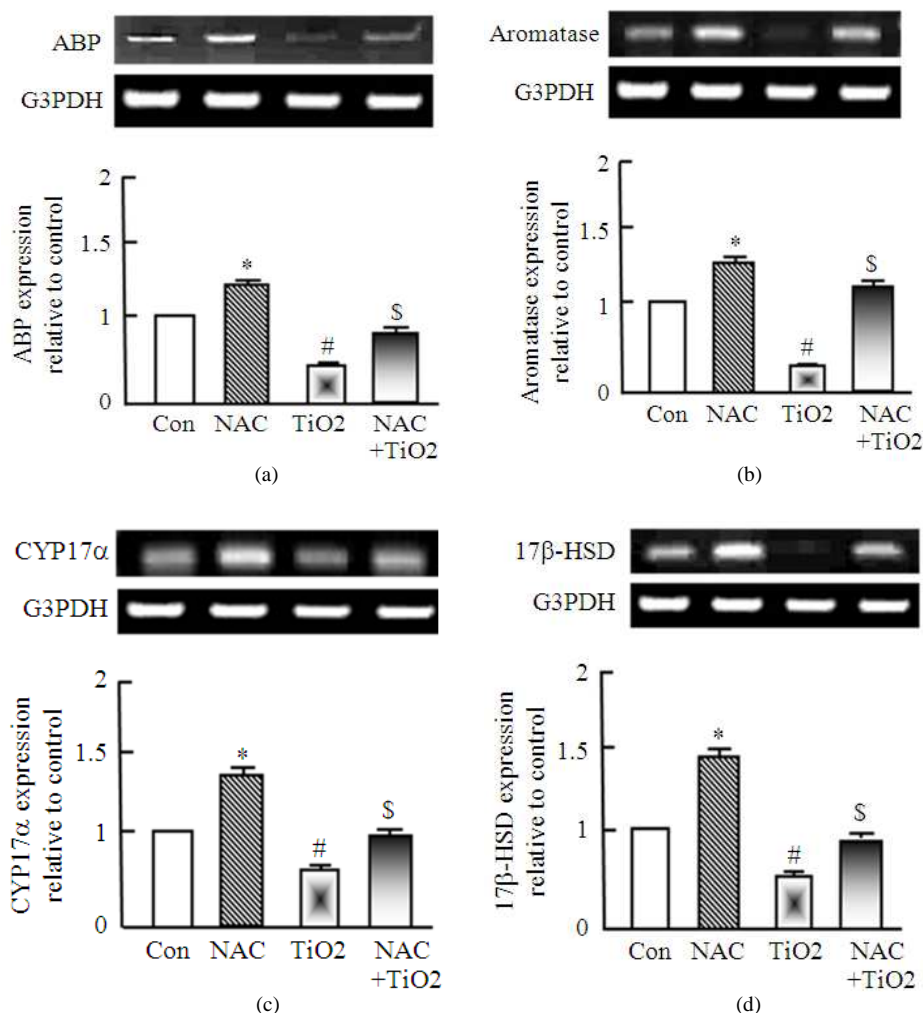 ABP
G3PDH
ABP expression
relative to control
2
1.5
1
0
*
#
$
Con NAC TiO2 NAC
+TiO2
(a)
Aromatase
G3PDH
Aromatase expression
relative to control
2
1.5
1
0
*
#
$
Con NAC TiO2 NAC
+TiO2
(b)
CYP17α
G3PDH
CYP17α expression
relative to control
2
1.5
1
0
*
#
$
Con NAC TiO2 NAC
+TiO2
(c)
17β-HSD
G3PDH
17β-HSD expression
relative to control
2
1.5
1
0
*
#
$
Con NAC TiO2 NAC
+TiO2
(d)